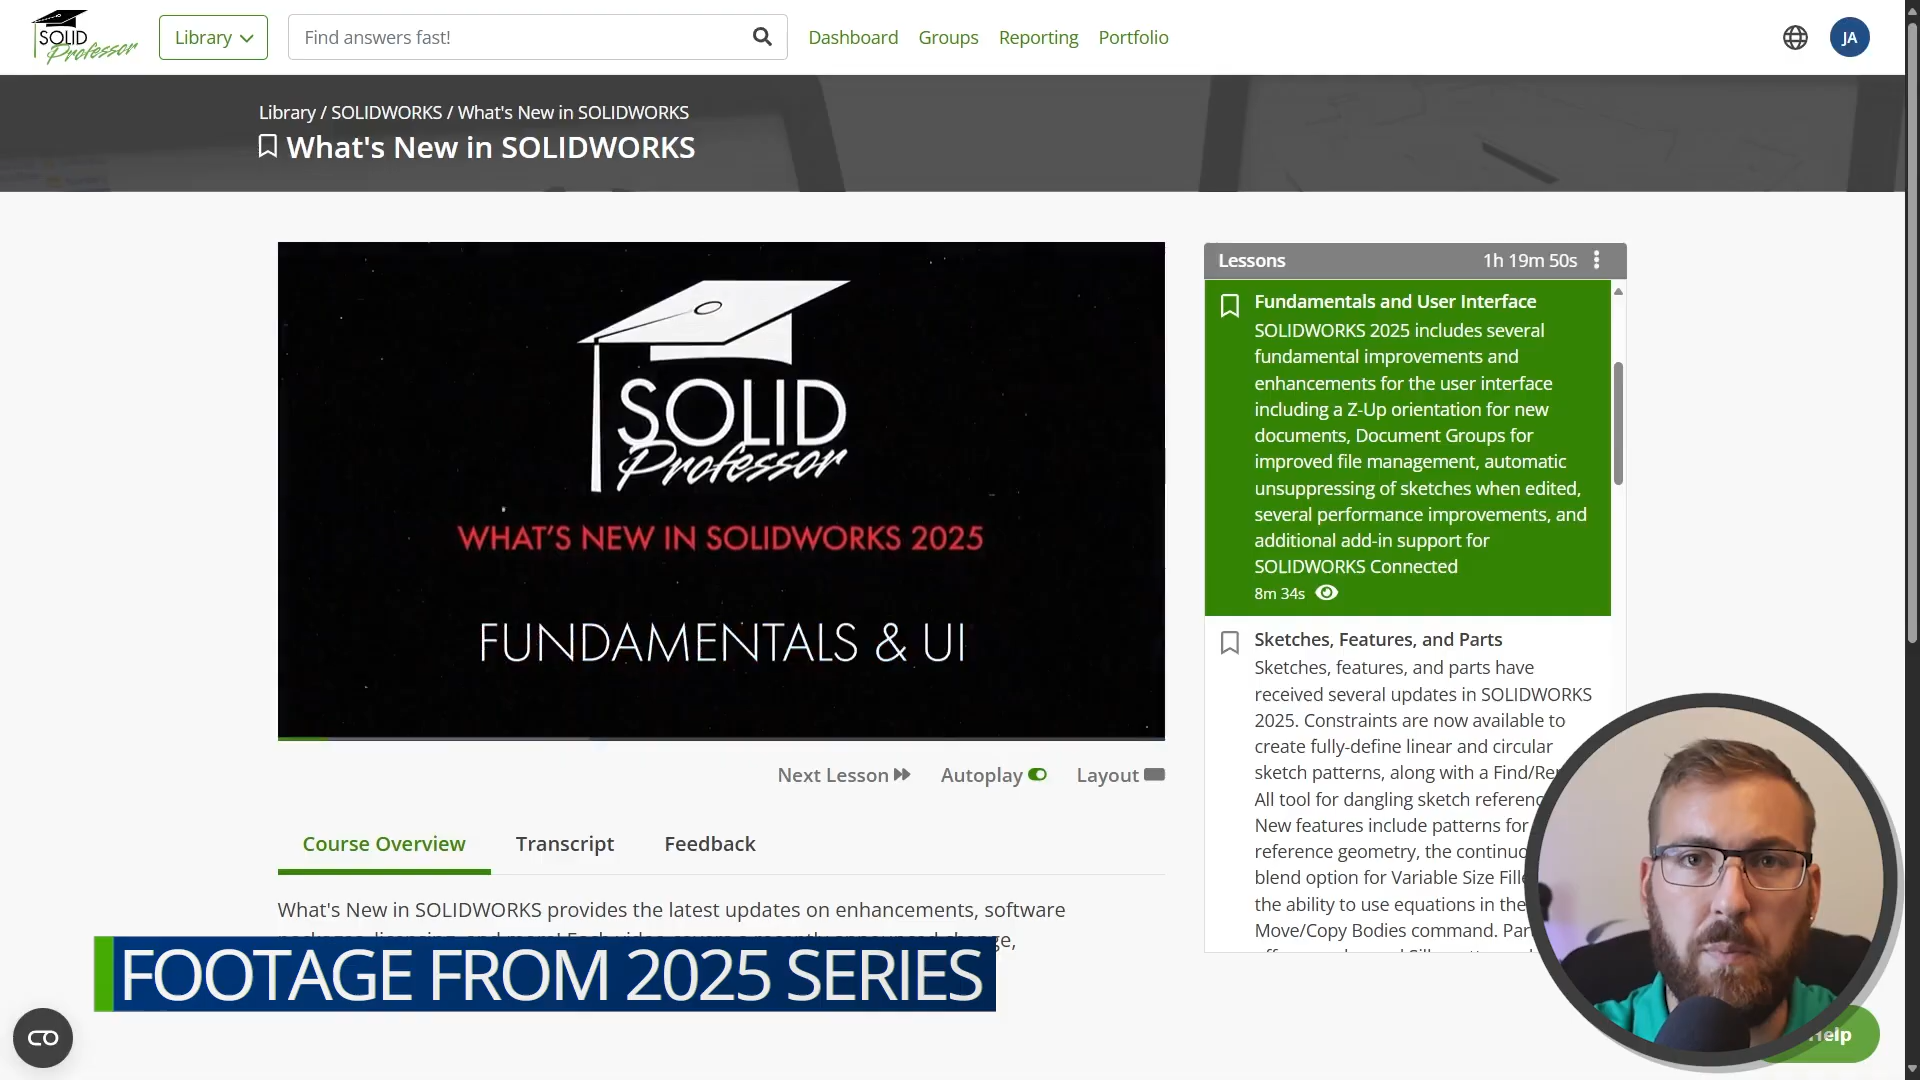 SOLID
Professor
Library
Find answers fast!
Dashboard
Groups
Reporting
Portfolio
JA
Library / SOLIDWORKS / What's New in SOLIDWORKS
What's New in SOLIDWORKS
SOLID
Professor
WHAT'S NEW IN SOLIDWORKS 2025
FUNDAMENTALS & UI
Next Lesson
Autoplay
Layout
Course Overview
Transcript
Feedback
What's New in SOLIDWORKS provides the latest updates on enhancements, software
FOOTAGE FROM 2025 SERIES
Lessons
1h 19m 50s
Fundamentals and User Interface
SOLIDWORKS 2025 includes several
fundamental improvements and
enhancements for the user interface
including a Z-Up orientation for new
documents, Document Groups for
improved file management, automatic
unsuppressing of sketches when edited,
several performance improvements, and
additional add-in support for
SOLIDWORKS Connected
8m 34s
Sketches, Features, and Parts
Sketches, features, and parts have
received several updates in SOLIDWORKS
2025. Constraints are now available to
create fully-define linear and circular
sketch patterns, along with a Find/Re
All tool for dangling sketch referenc
New features include patterns for
reference geometry, the continuo
blend option for Variable Size Fille
the ability to use equations in the
Move/Copy Bodies command. Par
Help